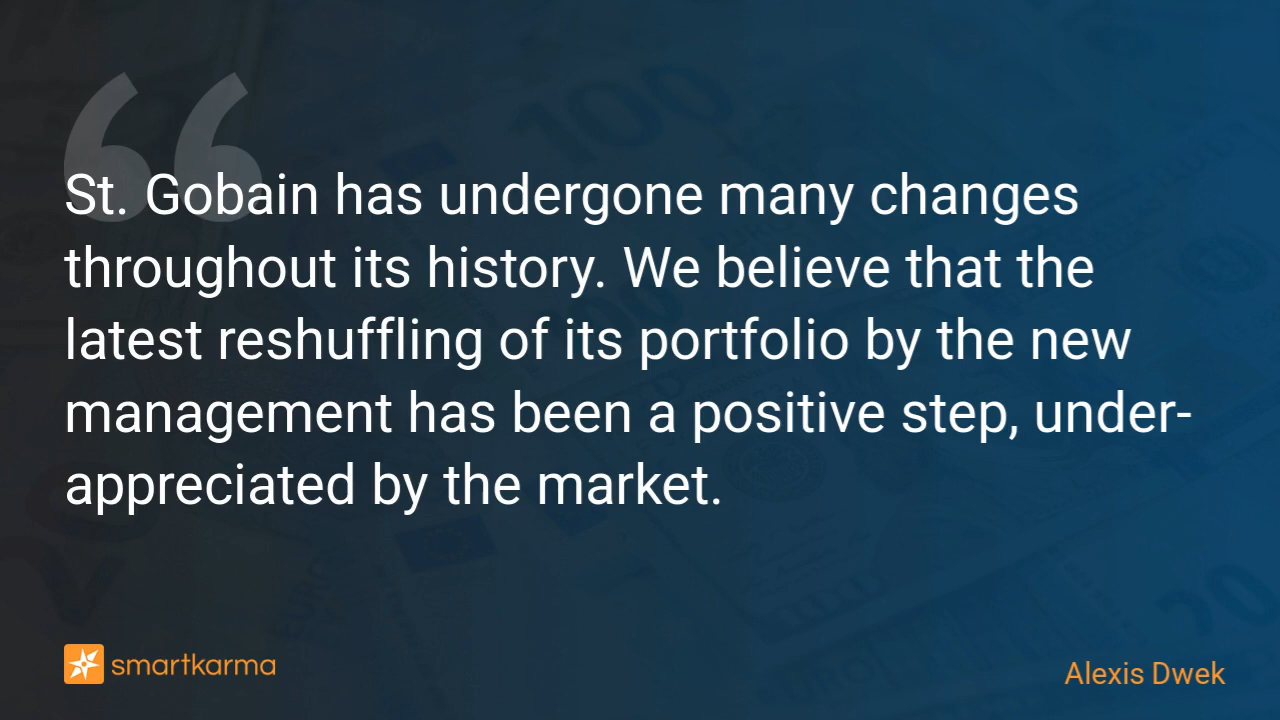 St. Gobain has undergone many changes
throughout its history. We believe that the
latest reshuffling of its portfolio by the new
management has been a positive step, under-
appreciated by the market.
smartkarma
Alexis Dwek